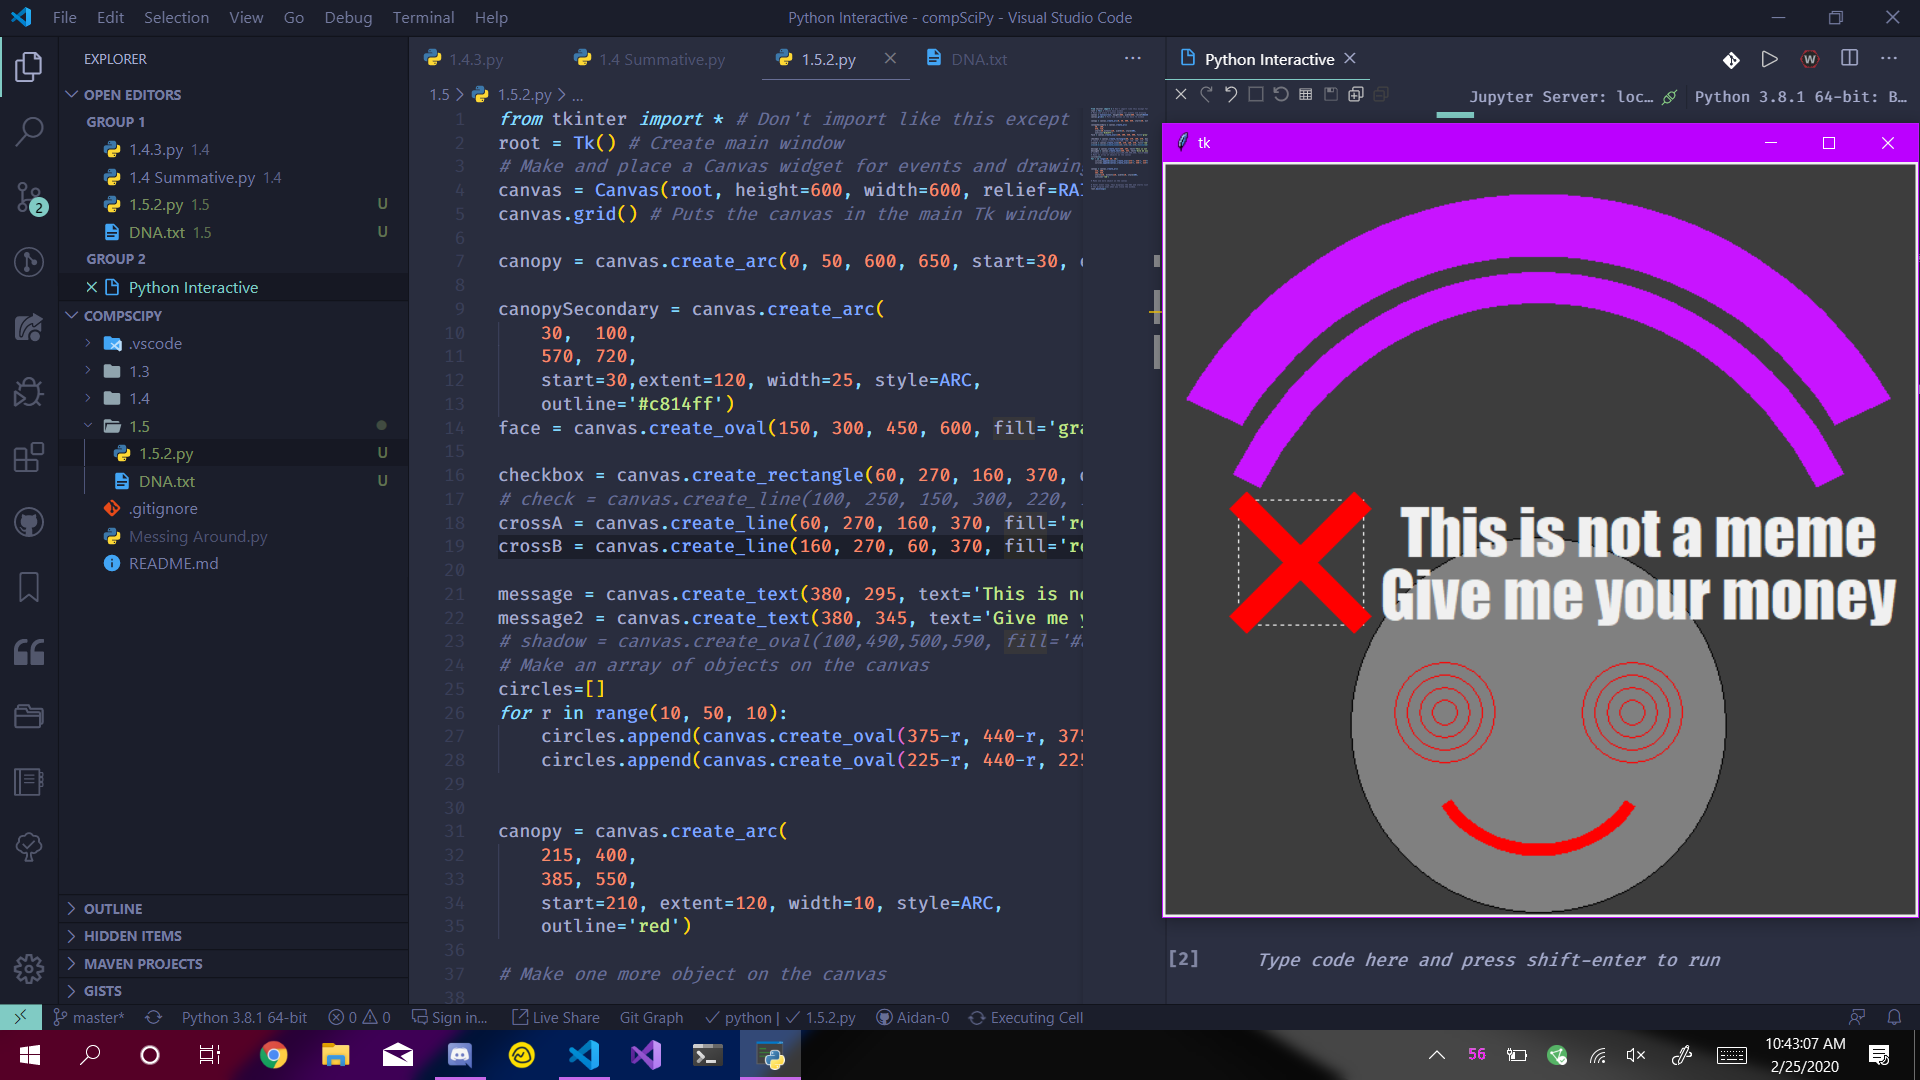 File Edit Selection View Go Debug Terminal Help
Python Interactive - compSciPy - Visual Studio Code
EXPLORER
OPEN EDITORS
GROUP 1
1.4.3.py 1.4
1.4 Summative.py 1.4
1.5.2.py 1.5 U
DNA.txt 1.5 U
GROUP 2
Python Interactive
COMPSCIPY
.vscode
1.3
1.4
1.5
1.5.2.py U
DNA.txt U
.gitignore
Messing Around.py
README.md
OUTLINE
HIDDEN ITEMS
MAVEN PROJECTS
GISTS
2
1.4.3.py 1.4 Summative.py 1.5.2.py DNA.txt
1.5 > 1.5.2.py > ...
1 from tkinter import * # Don't import like this except
2 root = Tk() # Create main window
3 # Make and place a Canvas widget for events and drawin
4 canvas = Canvas(root, height=600, width=600, relief=RAI
5 canvas.grid() # Puts the canvas in the main Tk window
6
7 canopy = canvas.create_arc(0, 50, 600, 650, start=30, e
8
9 canopySecondary = canvas.create_arc(
10 30, 100,
11 570, 720,
12 start=30,extent=120, width=25, style=ARC,
13 outline='#c814ff')
14 face = canvas.create_oval(150, 300, 450, 600, fill='gra
15
16 checkbox = canvas.create_rectangle(60, 270, 160, 370,
17 # check = canvas.create_line(100, 250, 150, 300, 220,
18 crossA = canvas.create_line(60, 270, 160, 370, fill='re
19 crossB = canvas.create_line(160, 270, 60, 370, fill='re
20
21 message = canvas.create_text(380, 295, text='This is no
22 message2 = canvas.create_text(380, 345, text='Give me y
23 # shadow = canvas.create_oval(100,490,500,590, fill='#
24 # Make an array of objects on the canvas
25 circles=[]
26 for r in range(10, 50, 10):
27 circles.append(canvas.create_oval(375-r, 440-r, 375
28 circles.append(canvas.create_oval(225-r, 440-r, 225
29
30
31 canopy = canvas.create_arc(
32 215, 400,
33 385, 550,
34 start=210, extent=120, width=10, style=ARC,
35 outline='red')
36
37 # Make one more object on the canvas
38
Python Interactive
Jupyter Server: loc... Python 3.8.1 64-bit: B...
tk
This is not a meme
Give me your money
[2] Type code here and press shift-enter to run
master* Python 3.8.1 64-bit 0 0 Sign in... Live Share Git Graph python | 1.5.2.py Aidan-0 Executing Cell
56
10:43:07 AM
2/25/2020